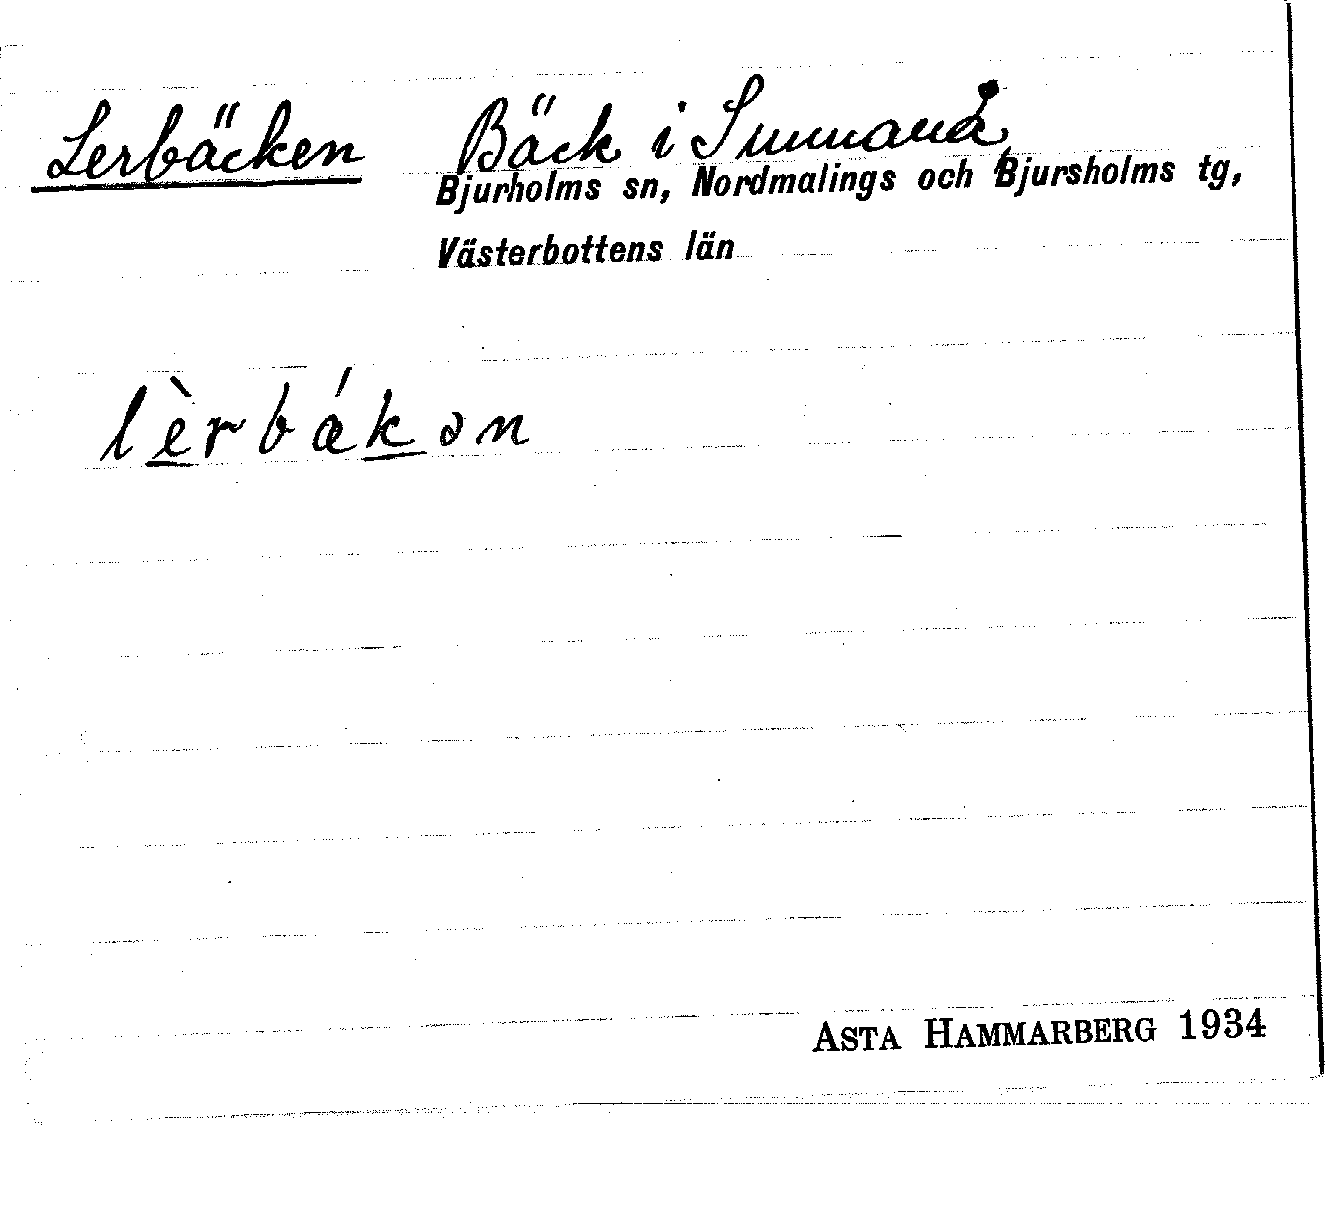 Lerbäcken Bäck i Sunnanå,
Bjurholms sn, Nordmalings och Bjursholms tg,
Västerbottens län
lèrbákən
ASTA HAMMARBERG 1934